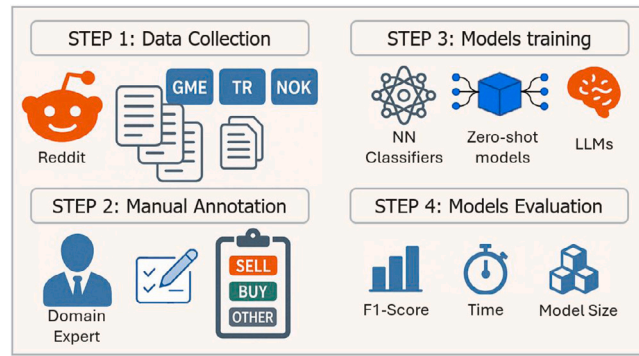 STEP 1: Data Collection
GME
TR
NOK
Reddit
STEP 2: Manual Annotation
Domain
Expert
SELL
BUY
OTHER
STEP 3: Models training
NN
Classifiers
Zero-shot
models
LLMs
STEP 4: Models Evaluation
F1-Score
Time
Model Size